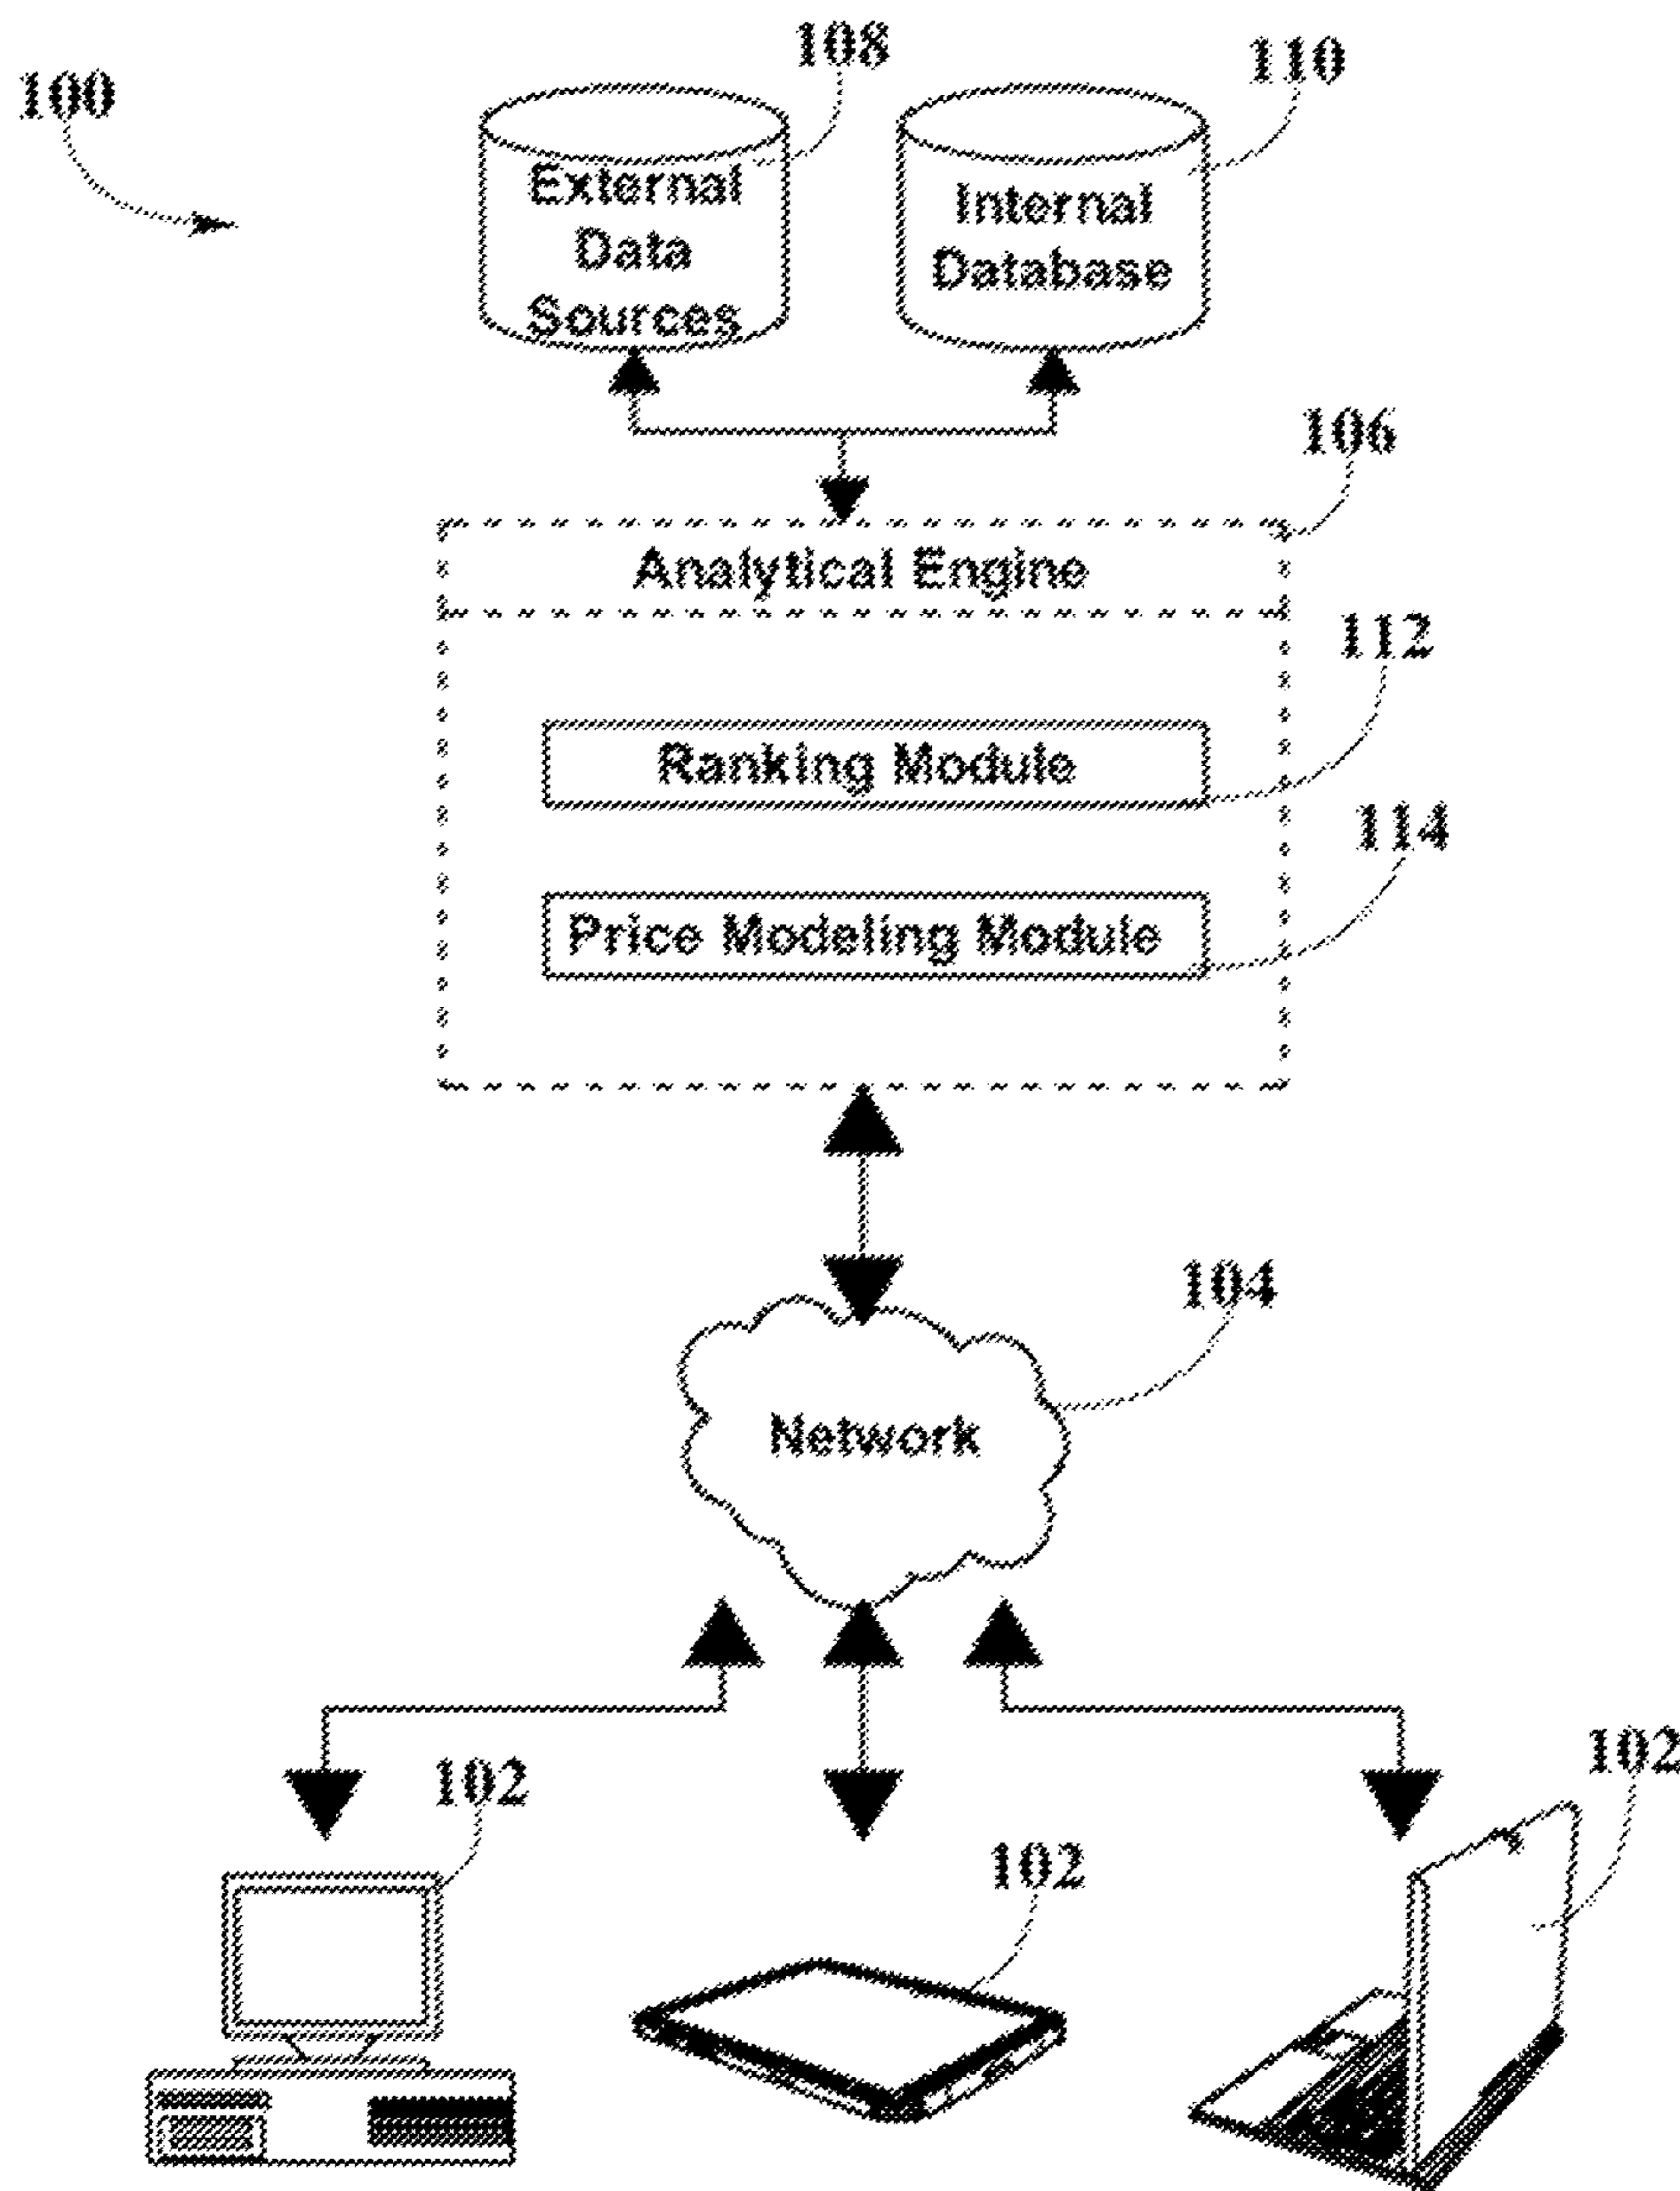 108
110
100
External
Data
Sources
Internal
Database
106
Analytical Engine
112
Ranking Module
114
Price Modeling Module
104
Network
102
102
102